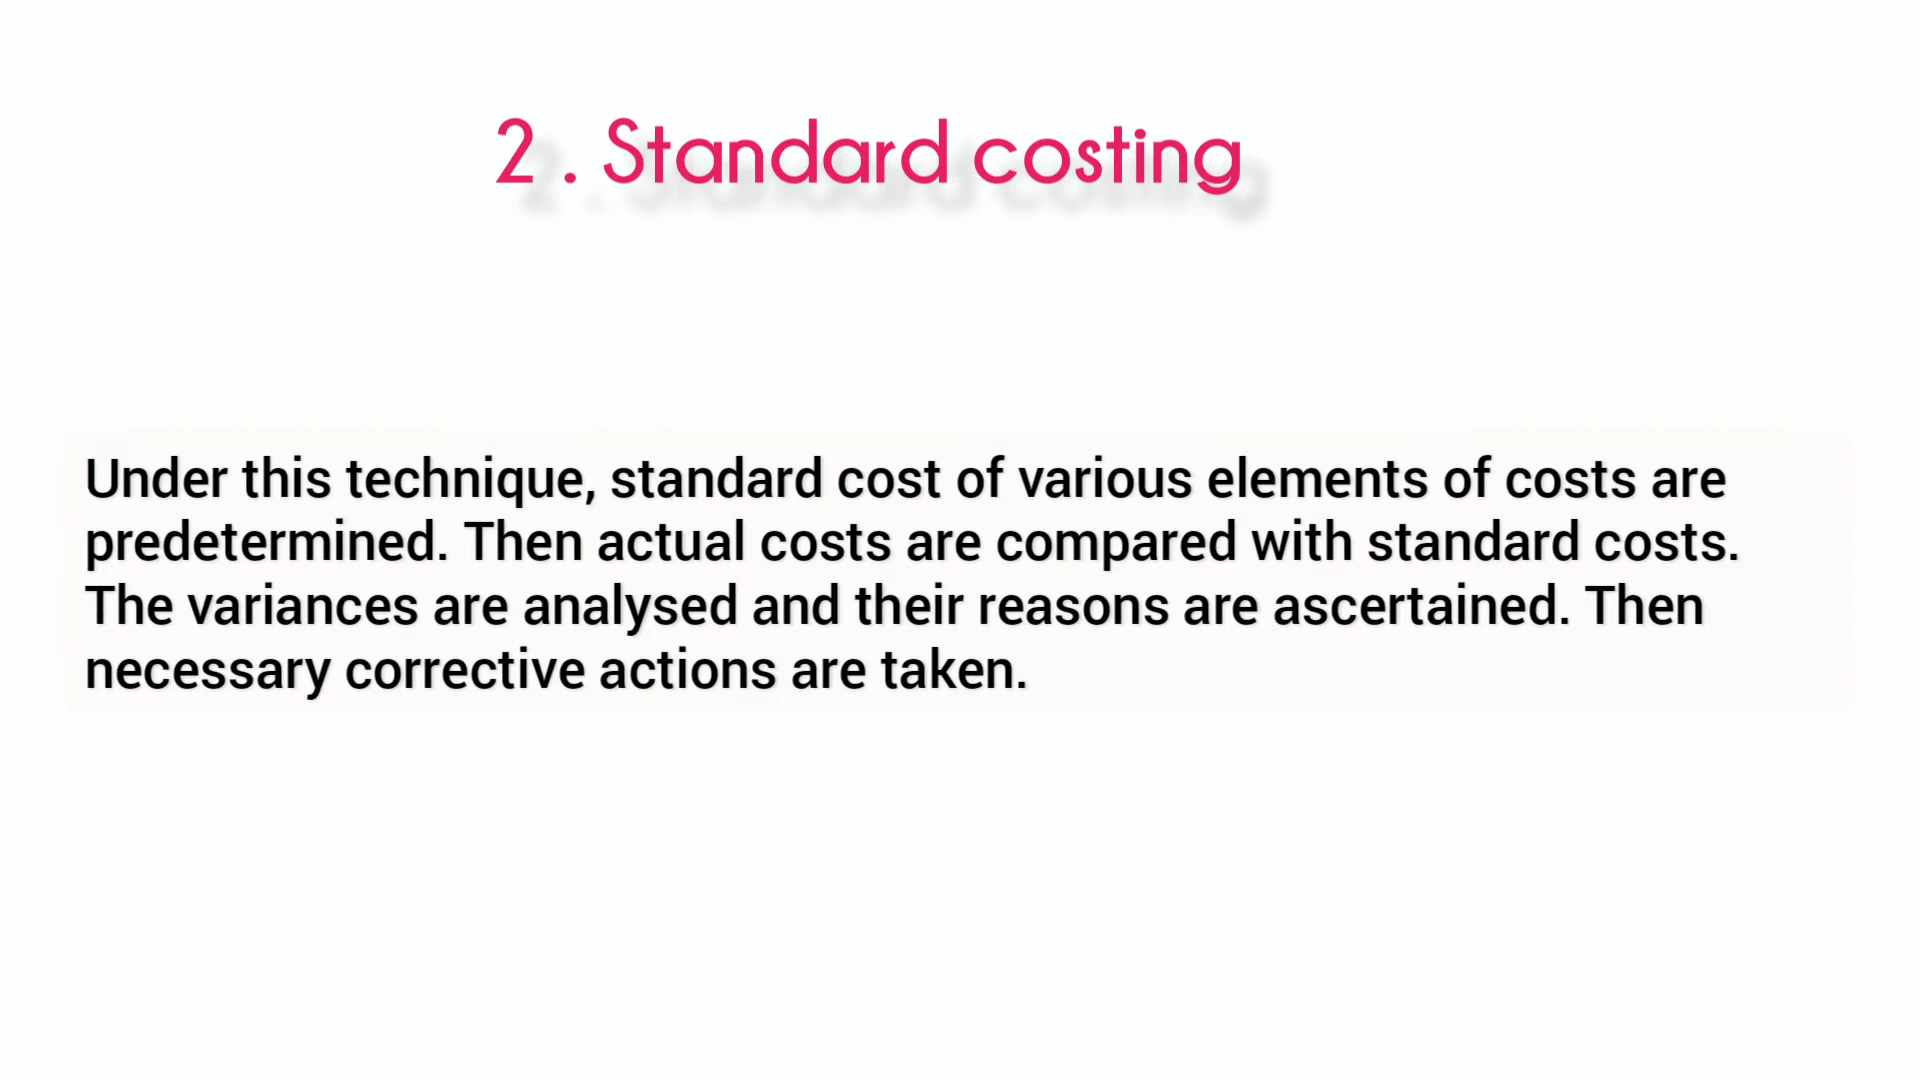 2 . Standard costing
Under this technique, standard cost of various elements of costs are
predetermined. Then actual costs are compared with standard costs.
The variances are analysed and their reasons are ascertained. Then
necessary corrective actions are taken.